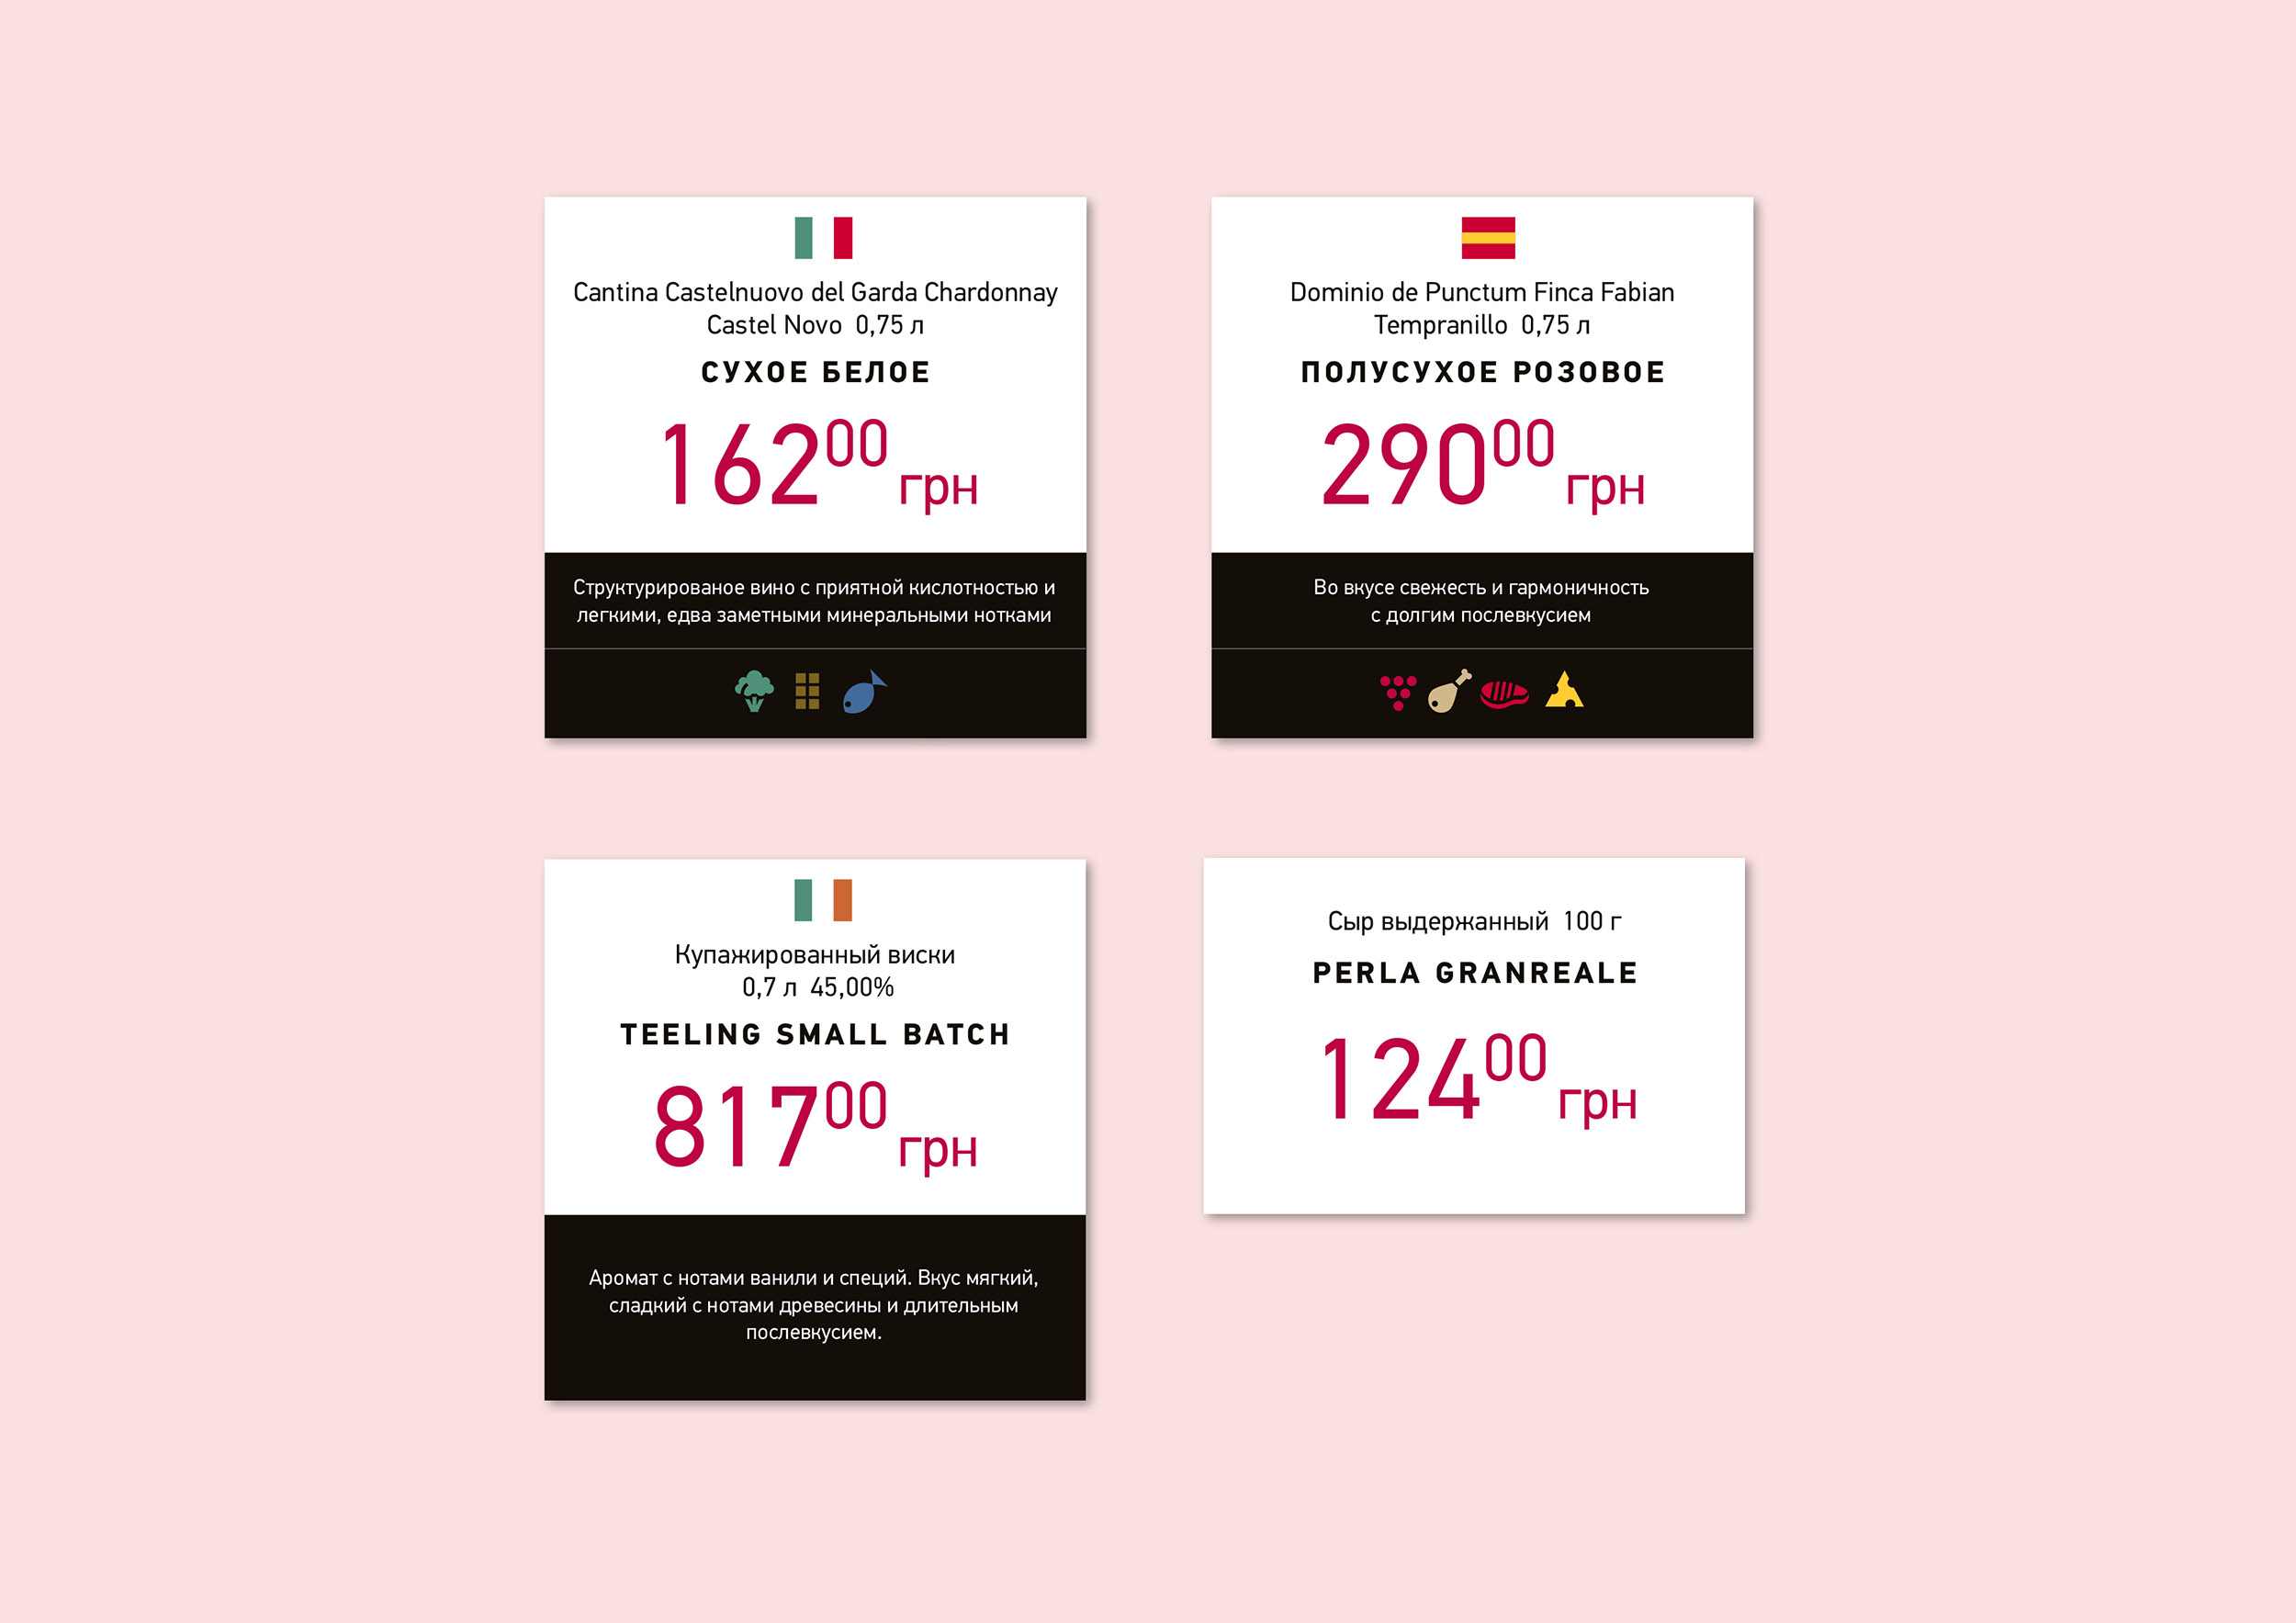 Cantina Castelnuovo del Garda Chardonnay
Castel Novo 0,75 л
СУХОЕ БЕЛОЕ
162 00 грн
Структурированое вино с приятной кислотностью и
легкими, едва заметными минеральными нотками
Dominio de Punctum Finca Fabian
Tempranillo 0,75 л
ПОЛУСУХОЕ РОЗОВОЕ
290 00 грн
Во вкусе свежесть и гармоничность
с долгим послевкусием
Купажированный виски
0,7 л 45,00%
TEELING SMALL BATCH
817 00 грн
Аромат с нотами ванили и специй. Вкус мягкий,
сладкий с нотами древесины и длительным
послевкусием.
Сыр выдержанный 100 г
PERLA GRANREALE
124 00 грн